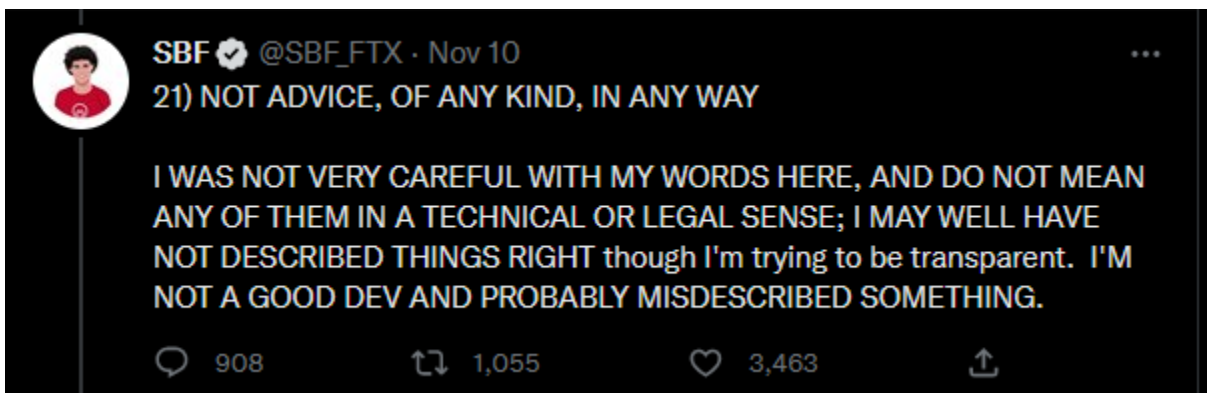 SBF @SBF_FTX · Nov 10
21) NOT ADVICE, OF ANY KIND, IN ANY WAY
I WAS NOT VERY CAREFUL WITH MY WORDS HERE, AND DO NOT MEAN
ANY OF THEM IN A TECHNICAL OR LEGAL SENSE; I MAY WELL HAVE
NOT DESCRIBED THINGS RIGHT though I'm trying to be transparent.  I'M
NOT A GOOD DEV AND PROBABLY MISDESCRIBED SOMETHING.
908 1,055 3,463